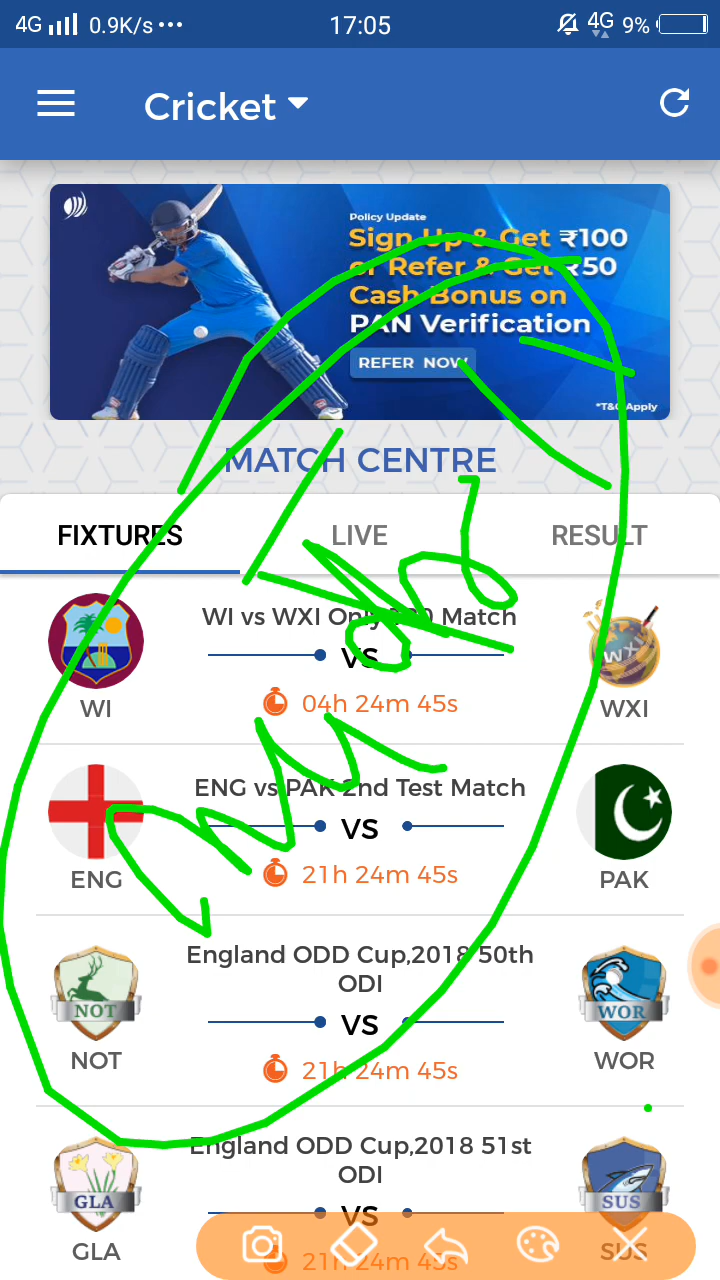 4G 0.9K/s ... 17:05 4G 9%
Cricket
Policy Update
Sign Up & Get ₹100
or Refer & Get ₹50
Cash Bonus on
PAN Verification
REFER NOW
*T&C Apply
MATCH CENTRE
FIXTURES LIVE RESULT
WI vs WXI Only Match
VS
WXI
04h 24m 45s
WI WXI
ENG vs PAK 2nd Test Match
VS
21h 24m 45s
ENG PAK
England ODD Cup,2018 50th
ODI
NOT VS WOR
NOT WOR
21h 24m 45s
England ODD Cup,2018 51st
ODI
GLA VS SUS
GLA SUS
21h 24m 45s